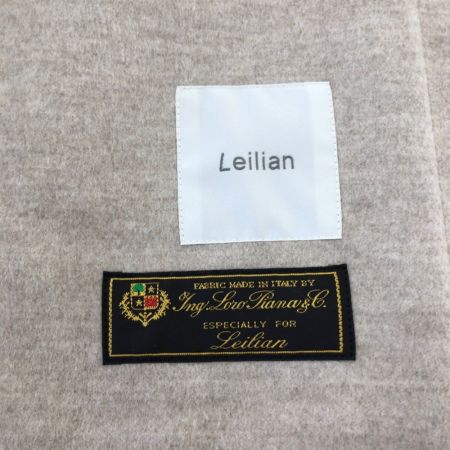 Leilian
FABRIC MADE IN ITALY BY
Ing. Loro Piana & C.
ESPECIALLY FOR
Leilian